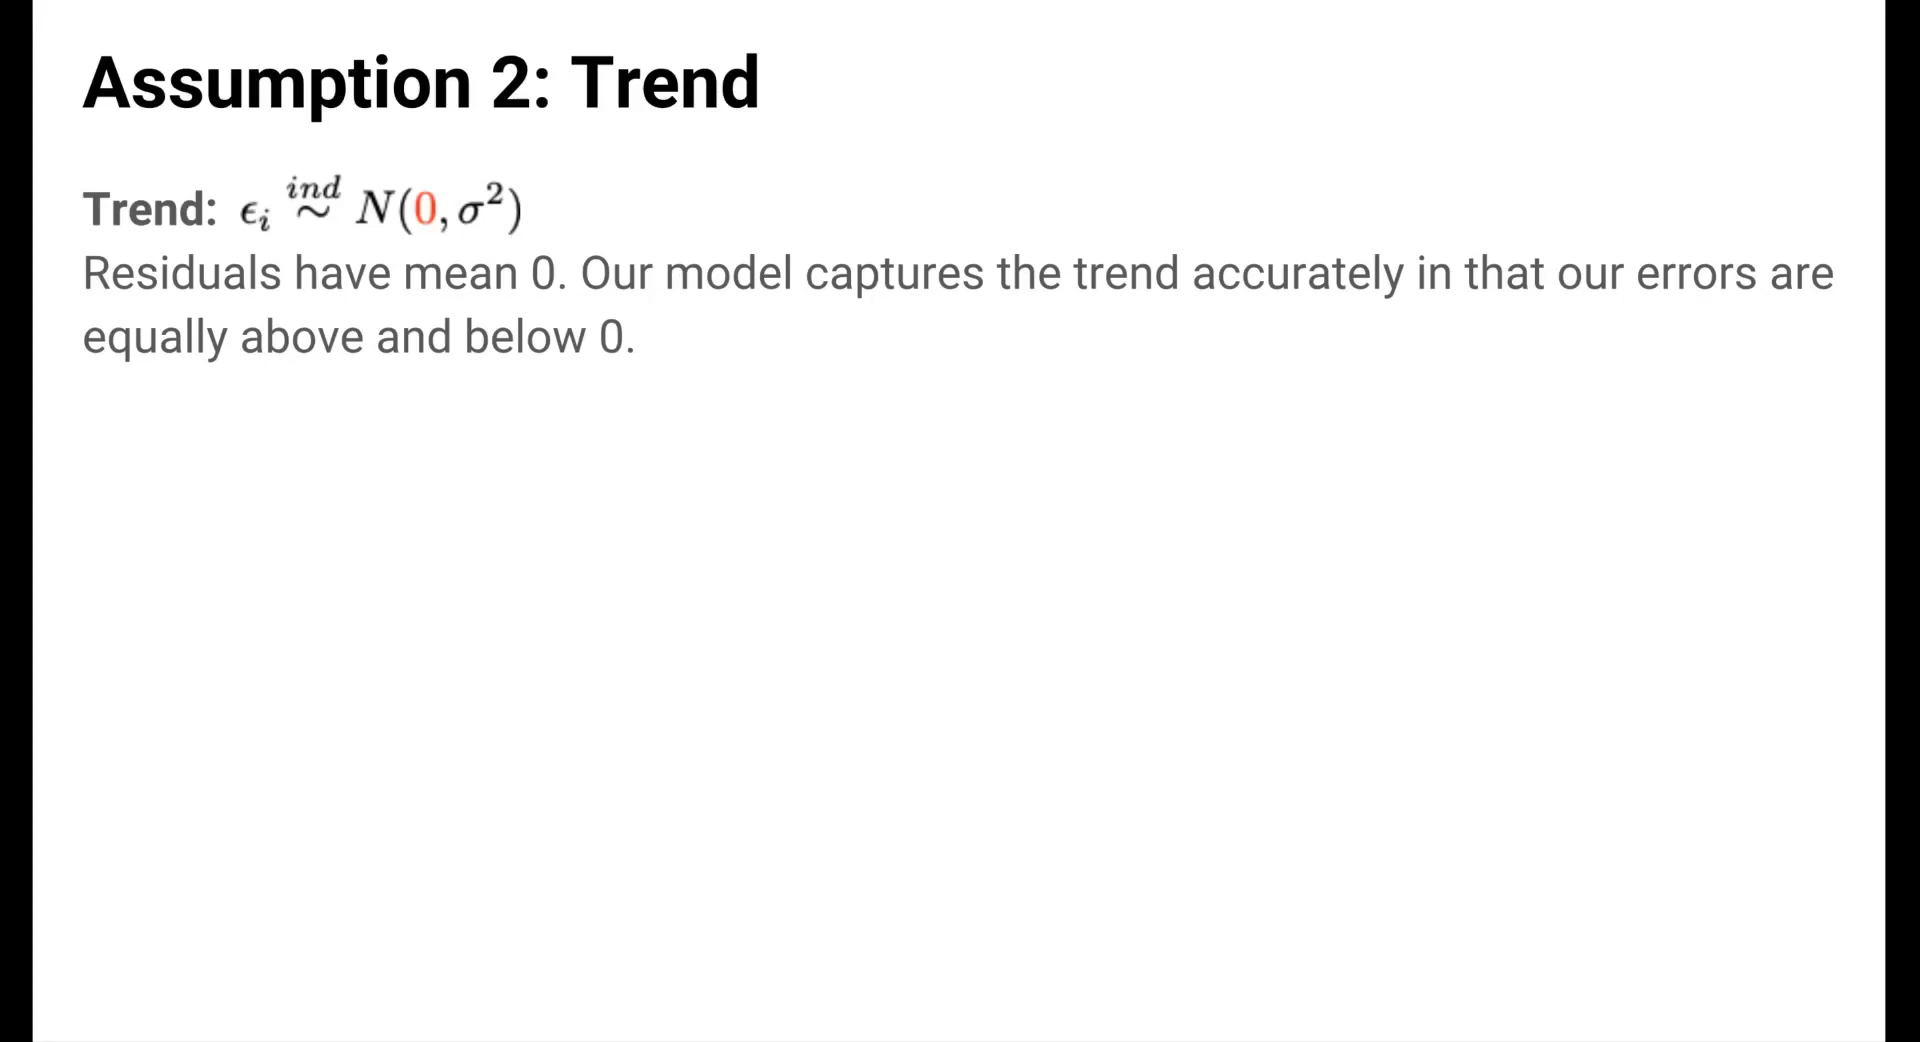 Assumption 2: Trend
Trend: ϵᵢ ind ~ N(0, σ²)
Residuals have mean 0. Our model captures the trend accurately in that our errors are
equally above and below 0.